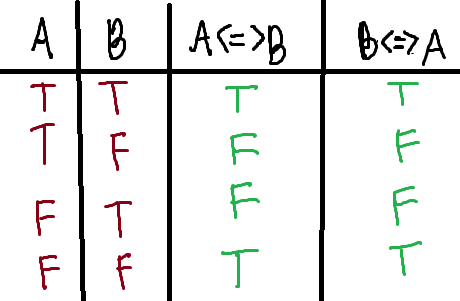 A B A<=>B B<=>A
T T T T
T F F F
F T F F
F F T T